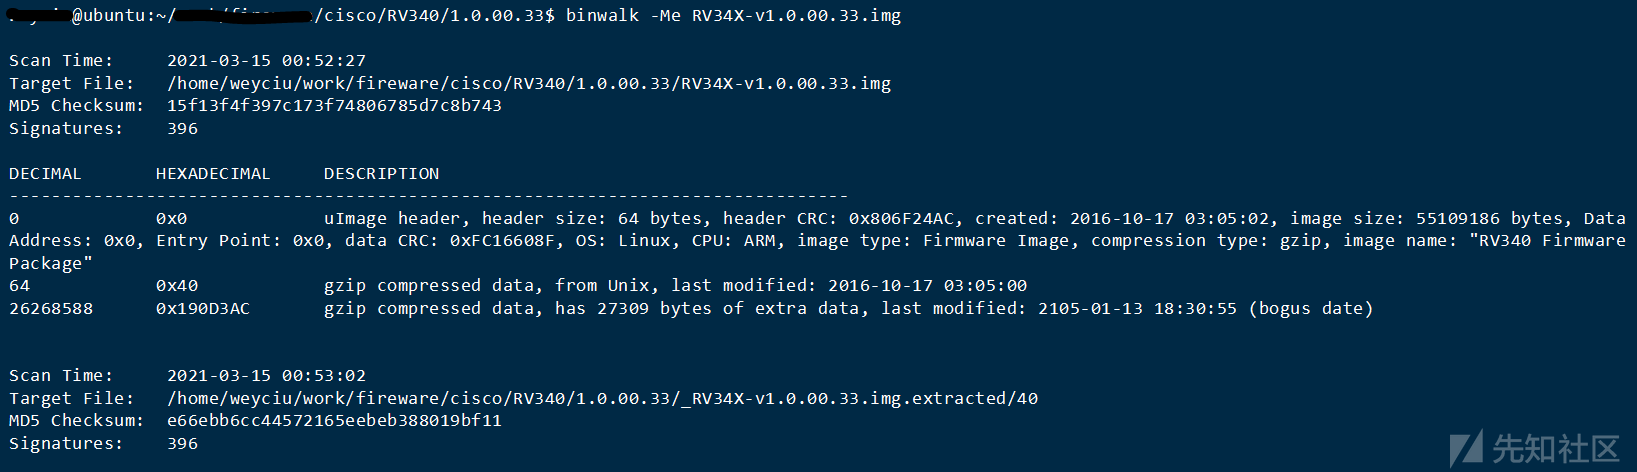 @ubuntu:~/ /cisco/RV340/1.0.00.33$ binwalk -Me RV34X-v1.0.00.33.img
Scan Time: 2021-03-15 00:52:27
Target File: /home/weyciu/work/fireware/cisco/RV340/1.0.00.33/RV34X-v1.0.00.33.img
MD5 Checksum: 15f13f4f397c173f74806785d7c8b743
Signatures: 396
DECIMAL HEXADECIMAL DESCRIPTION
--------------------------------------------------------------------------------
0 0x0 uImage header, header size: 64 bytes, header CRC: 0x806F24AC, created: 2016-10-17 03:05:02, image size: 55109186 bytes, Data
Address: 0x0, Entry Point: 0x0, data CRC: 0xFC16608F, OS: Linux, CPU: ARM, image type: Firmware Image, compression type: gzip, image name: "RV340 Firmware
Package"
64 0x40 gzip compressed data, from Unix, last modified: 2016-10-17 03:05:00
26268588 0x190D3AC gzip compressed data, has 27309 bytes of extra data, last modified: 2105-01-13 18:30:55 (bogus date)
Scan Time: 2021-03-15 00:53:02
Target File: /home/weyciu/work/fireware/cisco/RV340/1.0.00.33/_RV34X-v1.0.00.33.img.extracted/40
MD5 Checksum: e66ebb6cc44572165eebeb388019bf11
Signatures: 396
先知社区